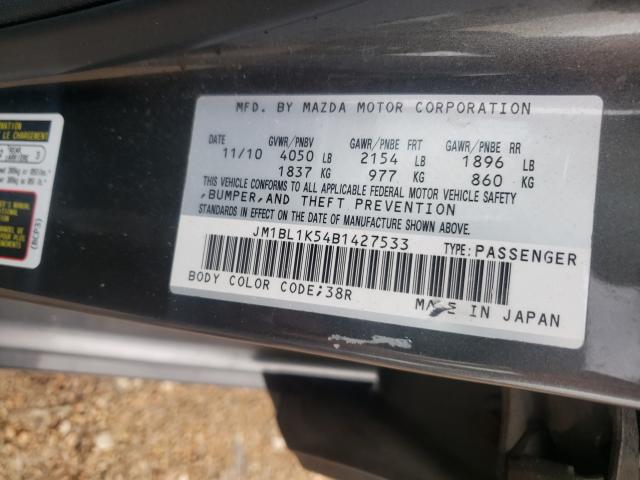 MFD. BY MAZDA MOTOR CORPORATION
DATE GVWR/PNBV GAWR/PNBE FRT GAWR/PNBE RR
11/10 4050 LB 2154 LB 1896 LB
1837 KG 977 KG 860 KG
THIS VEHICLE CONFORMS TO ALL APPLICABLE FEDERAL MOTOR VEHICLE SAFETY
,BUMPER,AND THEFT PREVENTION
STANDARDS IN EFFECT ON THE DATE OF MANUFACTURE SHOWN ABOVE.
JM1BL1K54B1427533 TYPE:PASSENGER
BODY COLOR CODE;38R
MADE IN JAPAN
(BCP3)